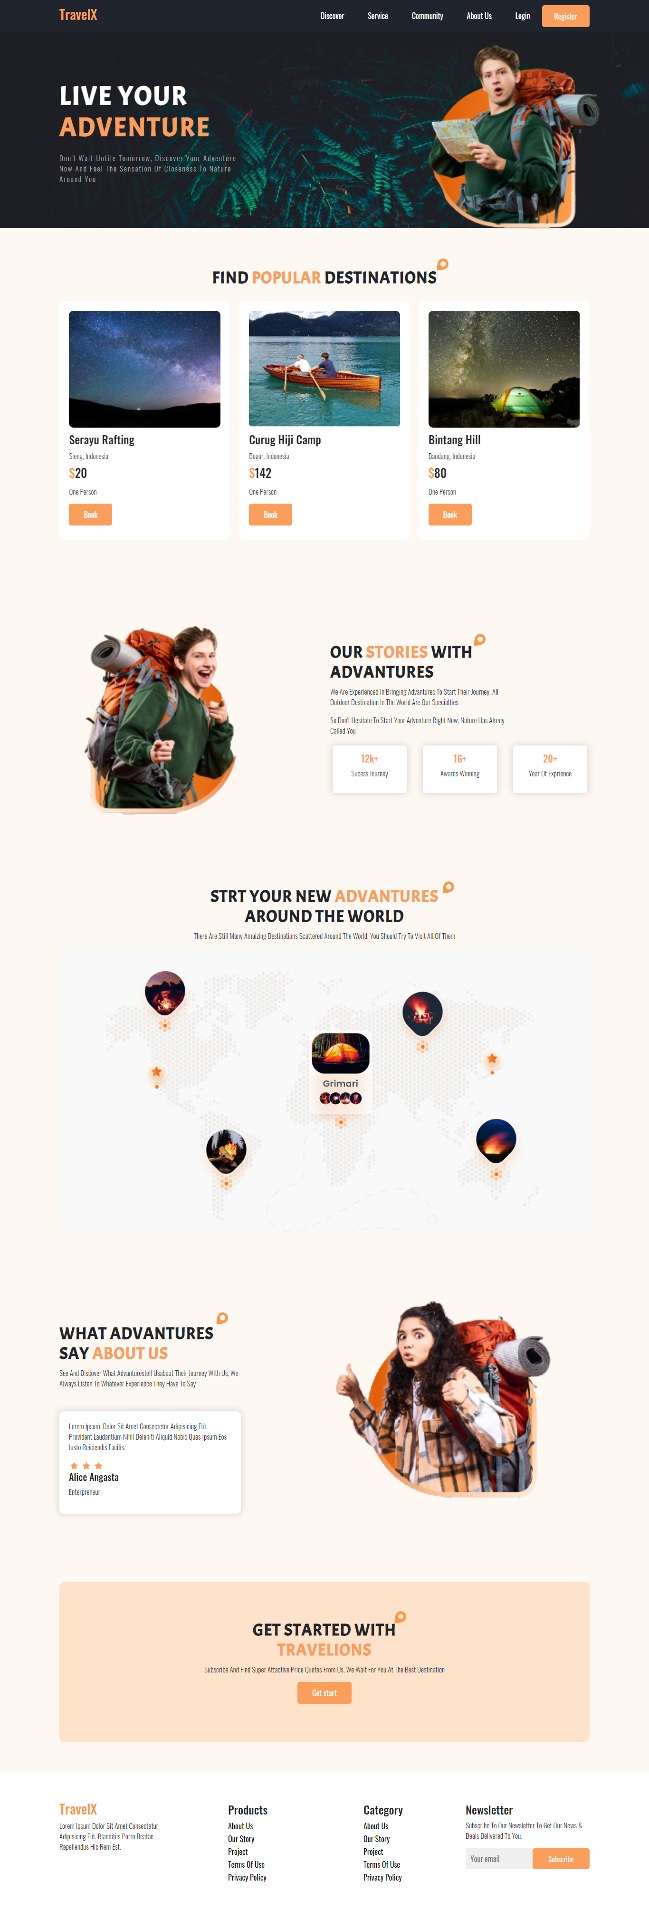 TravelX
Discover Service Community About Us Login Register
LIVE YOUR
ADVENTURE
Don't Wait Untile Tomorrow, Discover Your Adventure
Now And Feel The Sensation Of Closeness To Nature
Around You
FIND POPULAR DESTINATIONS
Serayu Rafting
Indonesia
$20
One Person
Book
Curug Hiji Camp
Bogor, Indonesia
$142
One Person
Book
Bintang Hill
Bandung, Indonesia
$80
One Person
Book
OUR STORIES WITH
ADVANTURES
We Are Experienced In Bringing Advantures To Start Their Journey, All
Outdoor Destination In The World Are Our Specialties
So Don't Hesitate To Start Your Adventure Right Now, Nature Has Alredy
Called You
12k+
Sucess Journey
16+
Awards Winning
20+
Year Of Exprience
STRT YOUR NEW ADVANTURES
AROUND THE WORLD
There Are Still Many Amaizing Destinations Scattered Around The World. You Should Try To Visit All Of Them
Grimari
WHAT ADVANTURES
SAY ABOUT US
See And Discover What Adventurestell Usabout Their Journey With Us, We
Always Listen To Whatever Experience They Have To Say
Lorem Ipsum, Dolor Sit Amet Consectetur Adipisicing Elit.
Provident Laudantium Nihil Deleniti Aliquid Nobis Quos Ipsum Eos
Iusto Reiciendis Facilis.
Alice Angasta
Enterpreneur
GET STARTED WITH
TRAVELIONS
Subscribe And Find Super Attactive Price Quotes From Us, We Wait For You At The Best Destination
Get start
TravelX
Lorem Ipsum Dolor Sit Amet Consectetur,
Adipisicing Elit. Blanditiis Porro Beatae
Repellendus Hic Rem Est.
Products
About Us
Our Story
Project
Terms Of Use
Privacy Policy
Category
About Us
Our Story
Project
Terms Of Use
Privacy Policy
Newsletter
Subscribe To Our Newsletter To Get Our News &
Deals Delivered To You.
Your email
Subscribe